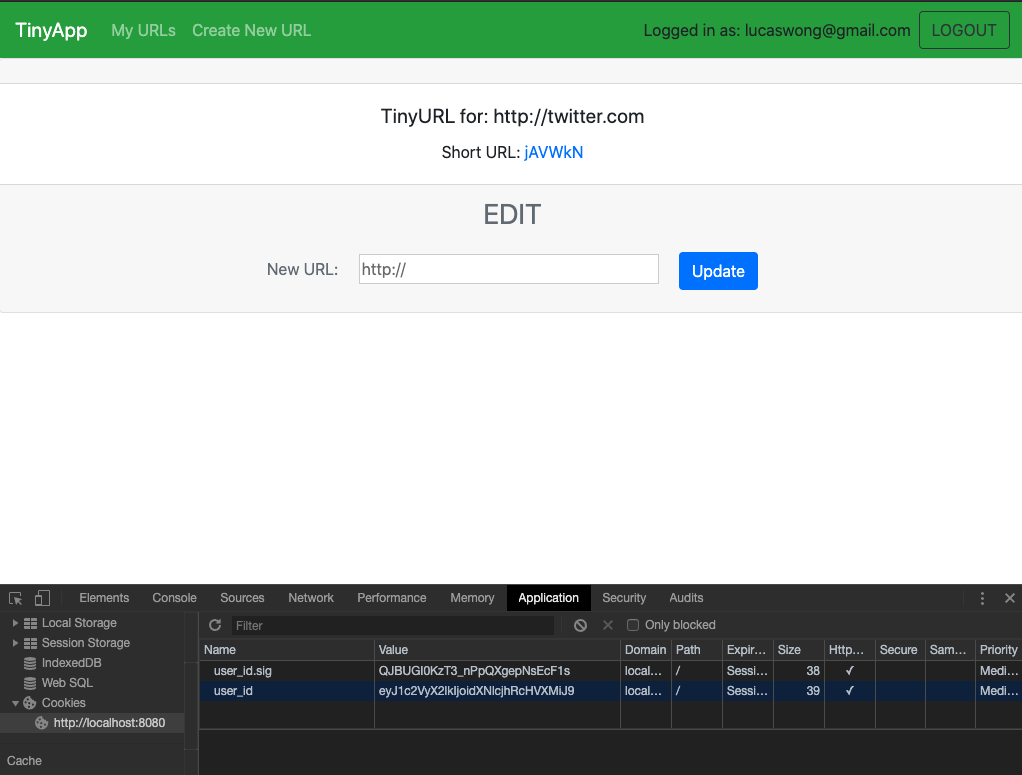 TinyApp My URLs Create New URL Logged in as: lucaswong@gmail.com LOGOUT
TinyURL for: http://twitter.com
Short URL: jAVWkN
EDIT
New URL: http:// Update
Elements Console Sources Network Performance Memory Application Security Audits
Local Storage
Session Storage
IndexedDB
Web SQL
Cookies
http://localhost:8080
Cache
Filter Only blocked
Name Value Domain Path Expir... Size Http... Secure Sam... Priority
user_id.sig QJBUGI0KzT3_nPpQXgepNsEcF1s local... / Sessi... 38 ✓ Medi...
user_id eyJ1c2VyX2lkIjoidXNlcjhRcHVXMiJ9 local... / Sessi... 39 ✓ Medi...